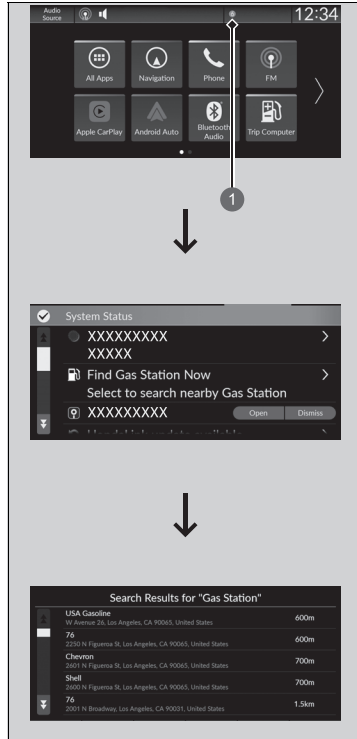 Audio
Source
12:34
All Apps
Navigation
Phone
FM
Apple CarPlay
Android Auto
Bluetooth
Audio
Trip Computer
1
System Status
XXXXXXXXX
XXXXX
Find Gas Station Now
Select to search nearby Gas Station
XXXXXXXXX
Open
Dismiss
Search Results for "Gas Station"
USA Gasoline
W Avenue 26, Los Angeles, CA 90065, United States
600m
76
2250 N Figueroa St, Los Angeles, CA 90065, United States
600m
Chevron
2601 N Figueroa St, Los Angeles, CA 90065, United States
700m
Shell
2600 N Figueroa St, Los Angeles, CA 90065, United States
700m
76
2001 N Broadway, Los Angeles, CA 90031, United States
1.5km